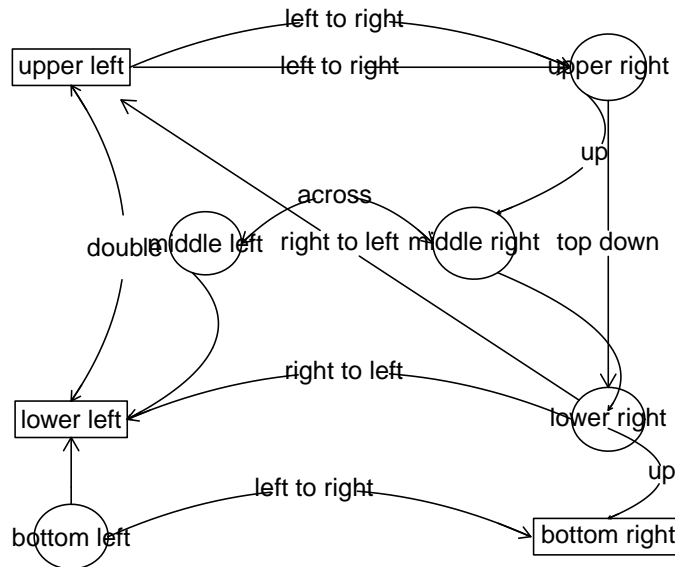 left to right
upper left
left to right
upper right
up
across
double
middle left
right to left
middle right
top down
right to left
lower left
lower right
up
left to right
bottom left
bottom right